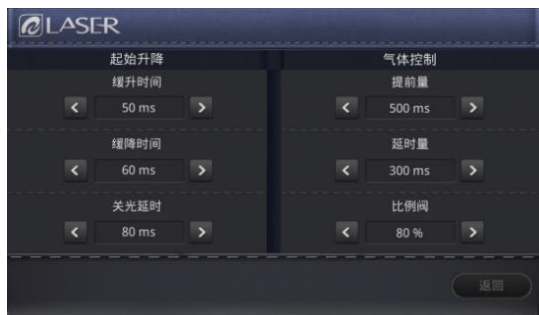 LASER
起始升降
缓升时间
50 ms
缓降时间
60 ms
关光延时
80 ms
气体控制
提前量
500 ms
延时量
300 ms
比例阀
80 %
返回